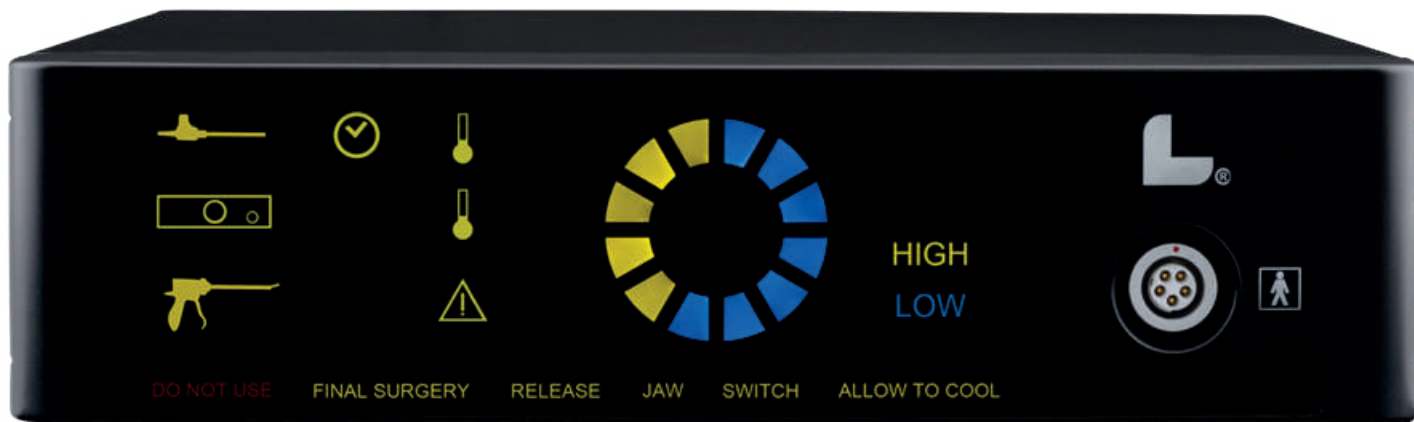 L®
HIGH
LOW
DO NOT USE FINAL SURGERY RELEASE JAW SWITCH ALLOW TO COOL